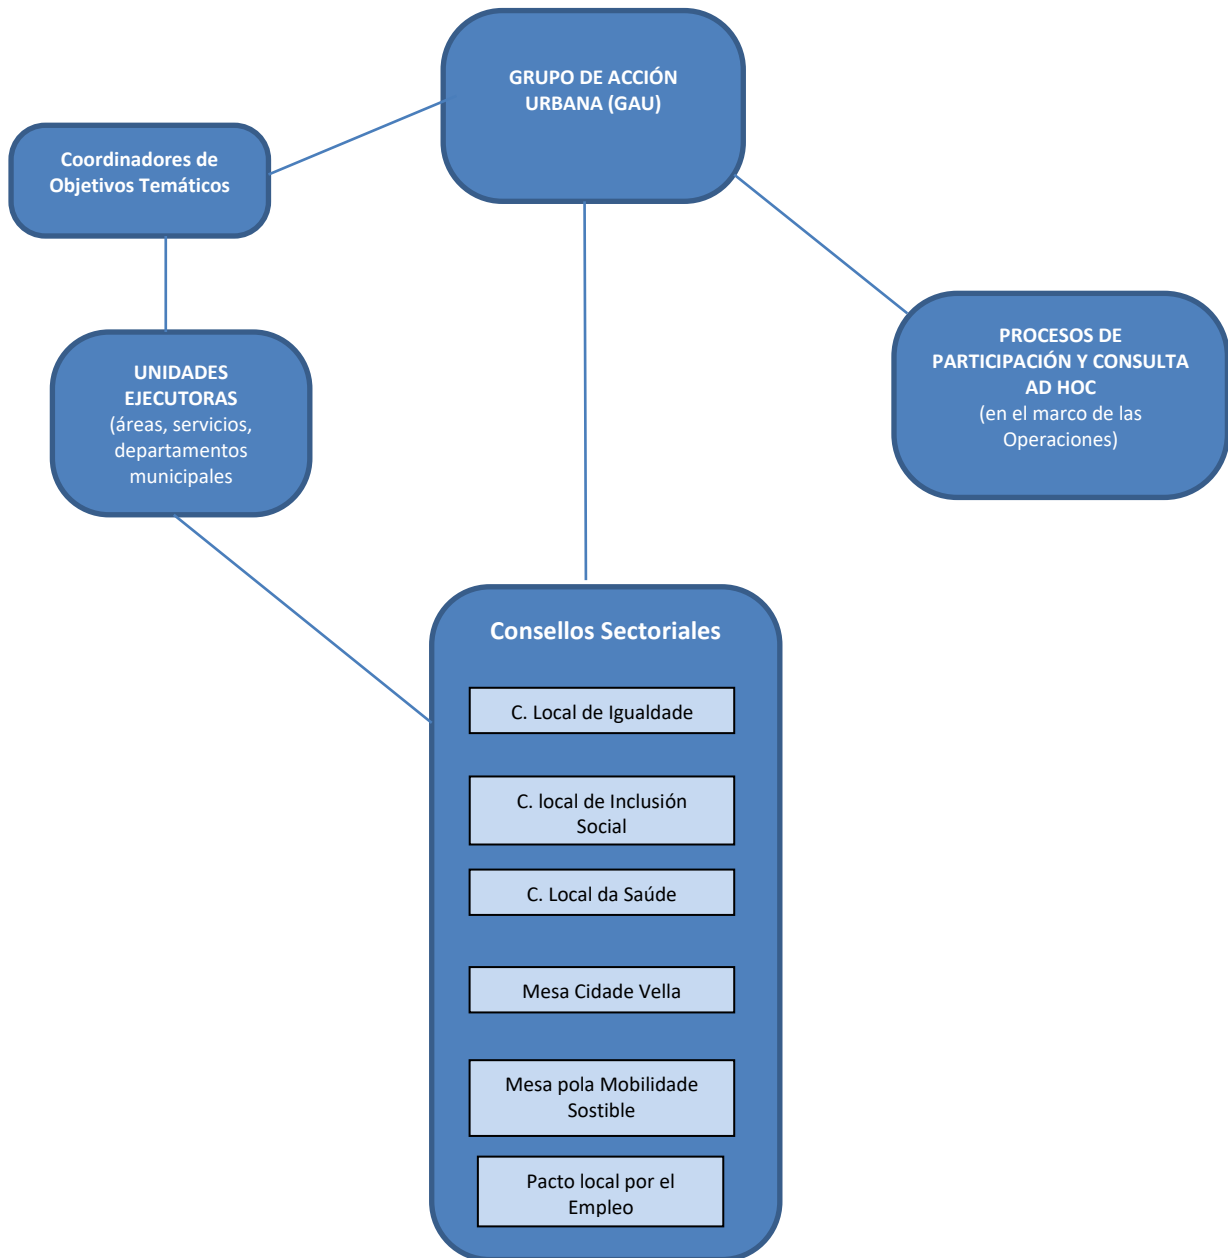 GRUPO DE ACCIÓN
URBANA (GAU)
Coordinadores de
Objetivos Temáticos
UNIDADES
EJECUTORAS
(áreas, servicios,
departamentos
municipales
PROCESOS DE
PARTICIPACIÓN Y CONSULTA
AD HOC
(en el marco de las
Operaciones)
Consellos Sectoriales
C. Local de Igualdade
C. local de Inclusión
Social
C. Local da Saúde
Mesa Cidade Vella
Mesa pola Mobilidade
Sostible
Pacto local por el
Empleo